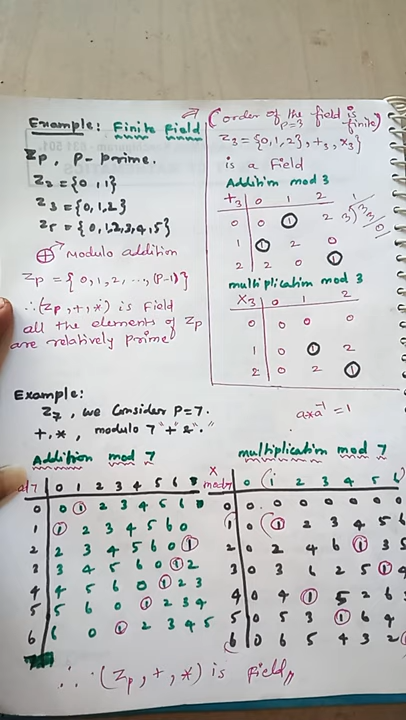 Example: Finite Field
Zp, P-prime.
Z2 = {0,1}
Z3 = {0,1,2}
Z5 = {0,1,2,3,4,5}
⊕ Modulo addition
Zp = {0,1,2,...,(P-1)}
∴ (Zp,+,*) is Field
all the elements of Zp
are relatively prime
(order of the field is
P=3 finite)
Z3 = {0,1,2}, +3, x3}
is a field
Addition mod 3
+3 0 1 2
0 0 1 2
1 1 2 0
2 2 0 1
multiplication mod 3
X3 0 1 2
0 0 0 0
1 0 1 2
2 0 2 1
Example:
Z7, we Consider P=7.
+,*, modulo 7 "+ & ."
a*a⁻¹ = 1
Addition mod 7
0 1 2 3 4 5 6
0 0 1 2 3 4 5 6
1 1 2 3 4 5 6 0
2 2 3 4 5 6 0 1
3 3 4 5 6 0 1 2
4 4 5 6 0 1 2 3
5 5 6 0 1 2 3 4
6 6 0 1 2 3 4 5
multiplication mod 7
X
mod7 0 1 2 3 4 5 6
0 0 0 0 0 0 0 0
1 0 1 2 3 4 5 6
2 0 2 4 6 1 3 5
3 0 3 6 2 5 1 4
4 0 4 1 5 2 6 3
5 0 5 3 1 6 4
6 0 6 5 4 3 2
∴ (Zp,+,*) is Field